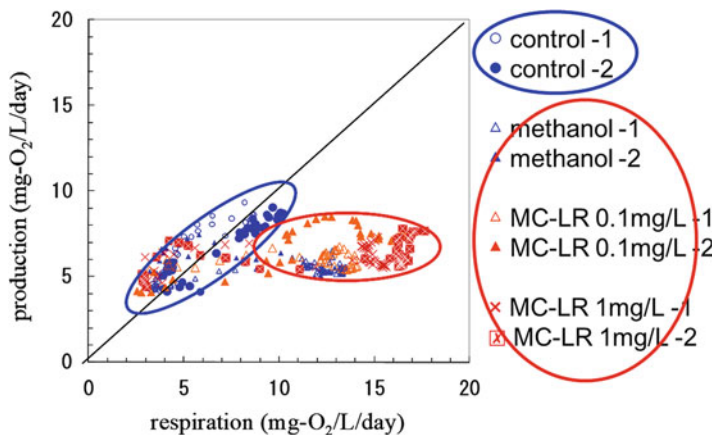 production (mg-O₂/L/day)
20
15
10
5
0
0 5 10 15 20
respiration (mg-O₂/L/day)
control -1
control -2
methanol -1
methanol -2
MC-LR 0.1mg/L -1
MC-LR 0.1mg/L -2
MC-LR 1mg/L -1
MC-LR 1mg/L -2